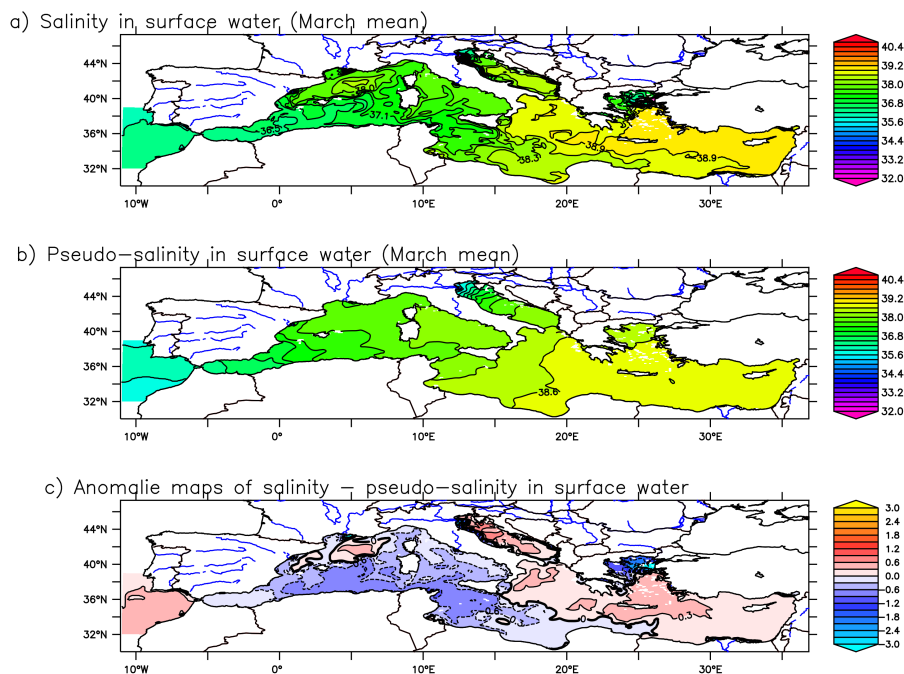 a) Salinity in surface water (March mean)
44°N
40°N
36°N
32°N
10°W 0° 10°E 20°E 30°E
38.0
37.1
36.5
38.3
38.9
38.9
40.4
39.2
38.0
36.8
35.6
34.4
33.2
32.0
b) Pseudo-salinity in surface water (March mean)
44°N
40°N
36°N
32°N
10°W 0° 10°E 20°E 30°E
38.6
40.4
39.2
38.0
36.8
35.6
34.4
33.2
32.0
c) Anomalie maps of salinity - pseudo-salinity in surface water
44°N
40°N
36°N
32°N
10°W 0° 10°E 20°E 30°E
0
0.3
3.0
2.4
1.8
1.2
0.6
0.0
-0.6
-1.2
-1.8
-2.4
-3.0